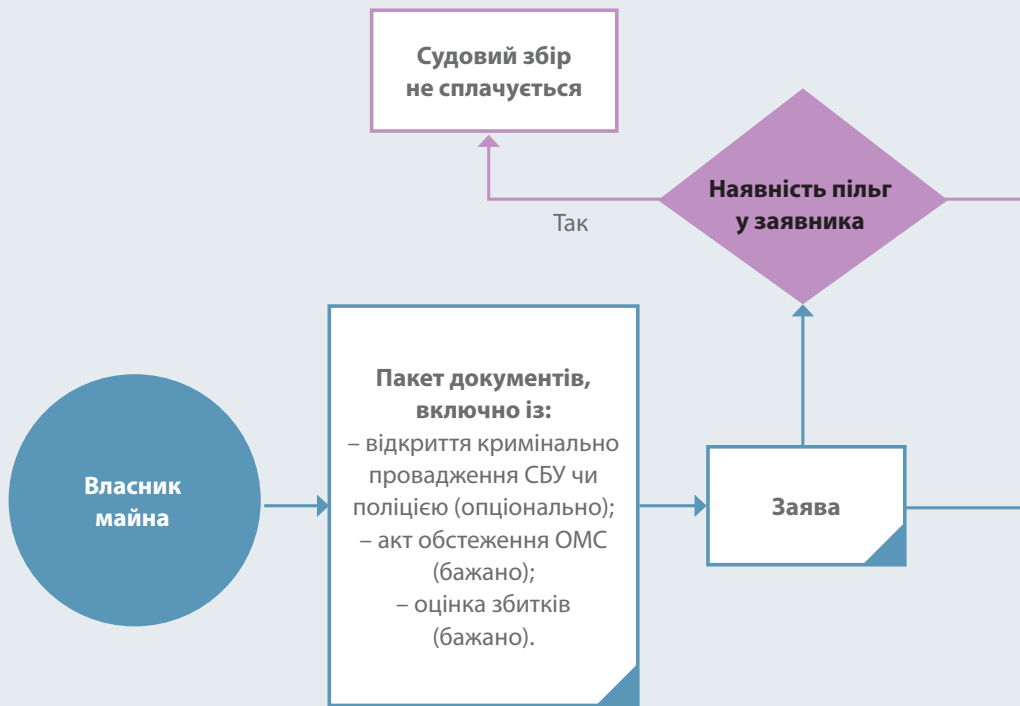 Судовий збір
не сплачується
Наявність пільг
у заявника
Так
Власник
майна
Пакет документів,
включно із:
– відкриття кримінально
провадження СБУ чи
поліцією (опціонально);
– акт обстеження ОМС
(бажано);
– оцінка збитків
(бажано).
Заява